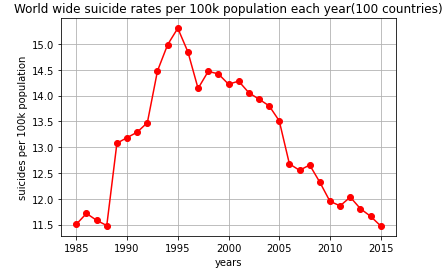 World wide suicide rates per 100k population each year(100 countries)
suicides per 100k population
15.0
14.5
14.0
13.5
13.0
12.5
12.0
11.5
1985 1990 1995 2000 2005 2010 2015
years